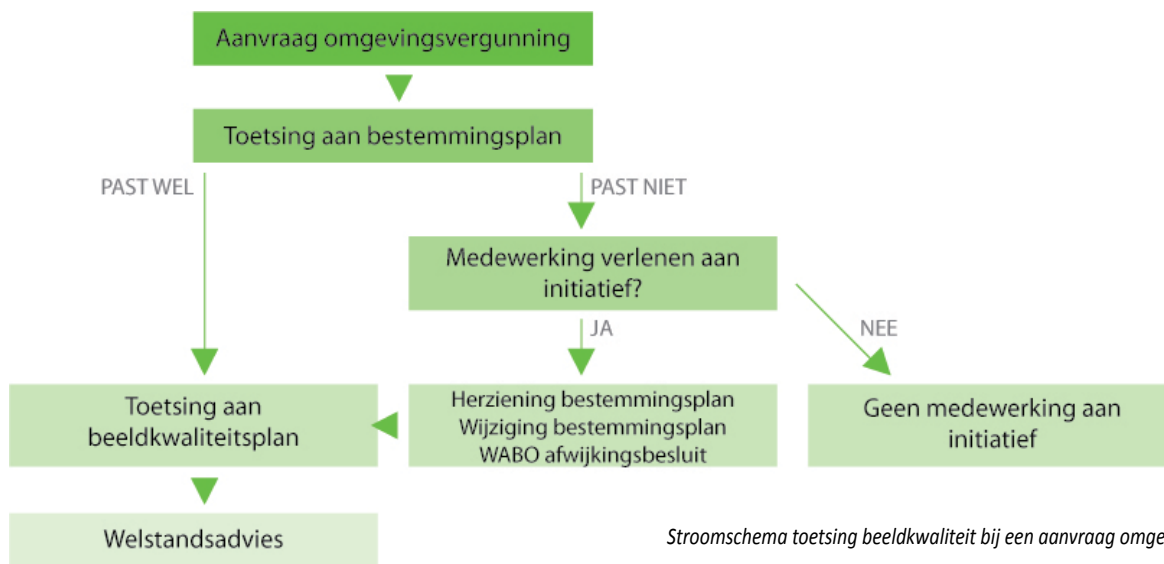 Aanvraag omgevingsvergunning
Toetsing aan bestemmingsplan
PAST WEL
PAST NIET
Medewerking verlenen aan
initiatief?
JA
NEE
Toetsing aan
beeldkwaliteitsplan
Herziening bestemmingsplan
Wijziging bestemmingsplan
WABO afwijkingsbesluit
Geen medewerking aan
initiatief
Welstandsadvies
Stroomschema toetsing beeldkwaliteit bij een aanvraag omge